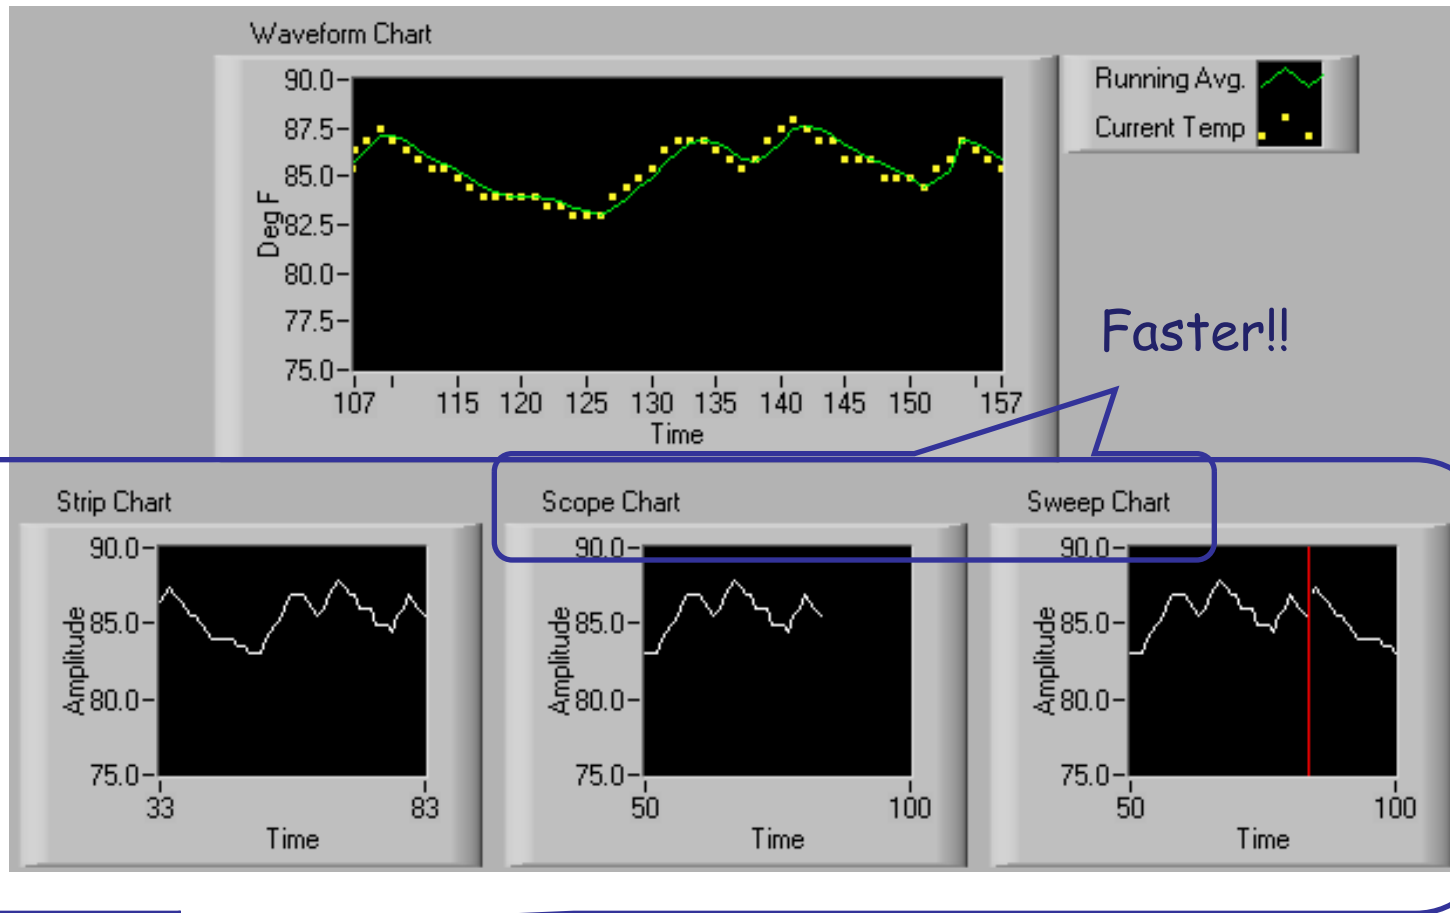 Waveform Chart
90.0
87.5
85.0
82.5
80.0
77.5
75.0
Deg F
107 115 120 125 130 135 140 145 150 157
Time
Running Avg.
Current Temp
Faster!!
Strip Chart
90.0
85.0
80.0
75.0
Amplitude
33 83
Time
Scope Chart
90.0
85.0
80.0
75.0
Amplitude
50 100
Time
Sweep Chart
90.0
85.0
80.0
75.0
Amplitude
50 100
Time